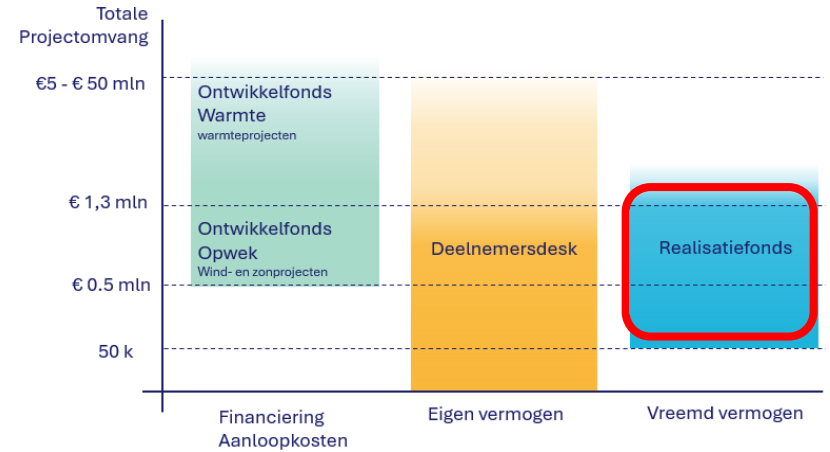 Totale
Projectomvang
€5 - € 50 mln
€ 1,3 mln
€ 0.5 mln
50 k
Ontwikkelfonds
Warmte
warmteprojecten
Ontwikkelfonds
Opwek
Wind- en zonprojecten
Deelnemersdesk
Realisatiefonds
Financiering
Aanloopkosten
Eigen vermogen
Vreemd vermogen